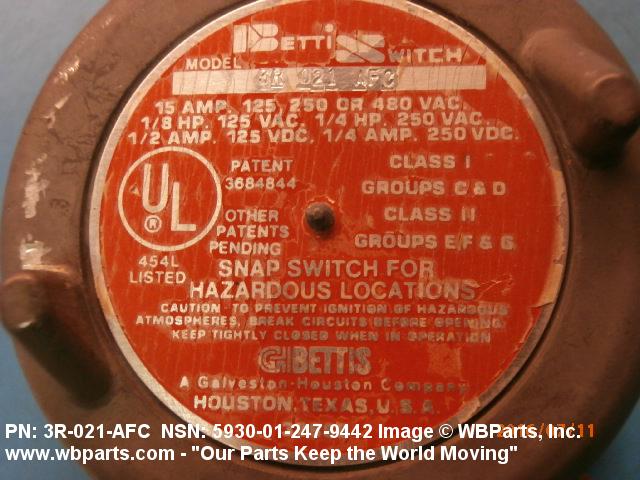 BETTIS SWITCH
MODEL 3R 021 AFC
15 AMP. 125, 250 OR 480 VAC.
1/8 HP. 125 VAC. 1/4 HP. 250 VAC.
1/2 AMP. 125 VDC. 1/4 AMP. 250 VDC.
PATENT
3684844
OTHER
PATENTS
PENDING
CLASS I
GROUPS C & D
CLASS II
GROUPS E/F & G
UL
®
454L
LISTED
SNAP SWITCH FOR
HAZARDOUS LOCATIONS
CAUTION - TO PREVENT IGNITION OF HAZARDOUS
ATMOSPHERES, BREAK CIRCUITS BEFORE OPENING.
KEEP TIGHTLY CLOSED WHEN IN OPERATION
GHBETTIS
A Galveston-Houston Company
HOUSTON, TEXAS, U.S.A.
PN: 3R-021-AFC NSN: 5930-01-247-9442 Image © WBParts, Inc.
www.wbparts.com - "Our Parts Keep the World Moving"